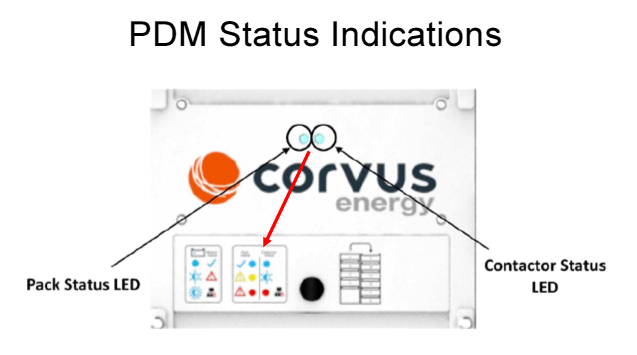 PDM Status Indications
corvus
energy
Pack Status LED
Contactor Status
LED